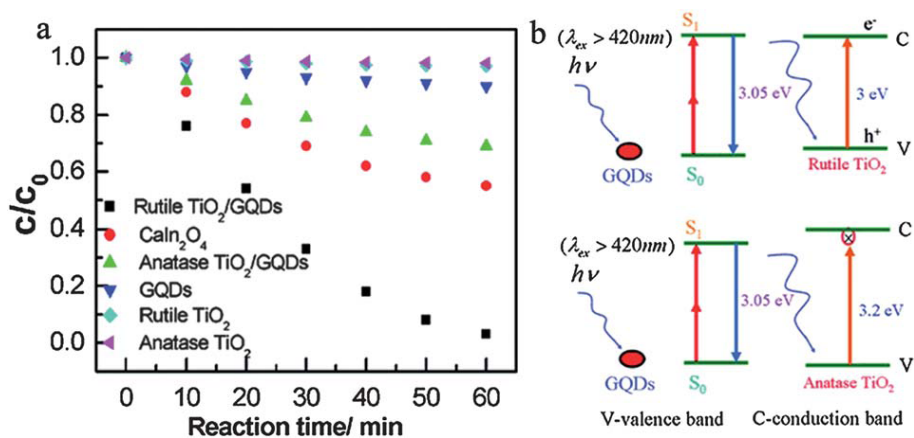 a
c/c₀
1.0
0.8
0.6
0.4
0.2
0.0
Rutile TiO₂/GQDs
CaIn₂O₄
Anatase TiO₂/GQDs
GQDs
Rutile TiO₂
Anatase TiO₂
0 10 20 30 40 50 60
Reaction time/ min
b
(λex > 420nm)
hν
GQDs
S₁
3.05 eV
S₀
e⁻
C
3 eV
h⁺
V
Rutile TiO₂
(λex > 420nm)
hν
GQDs
S₁
3.05 eV
S₀
C
x
3.2 eV
V
Anatase TiO₂
V-valence band C-conduction band